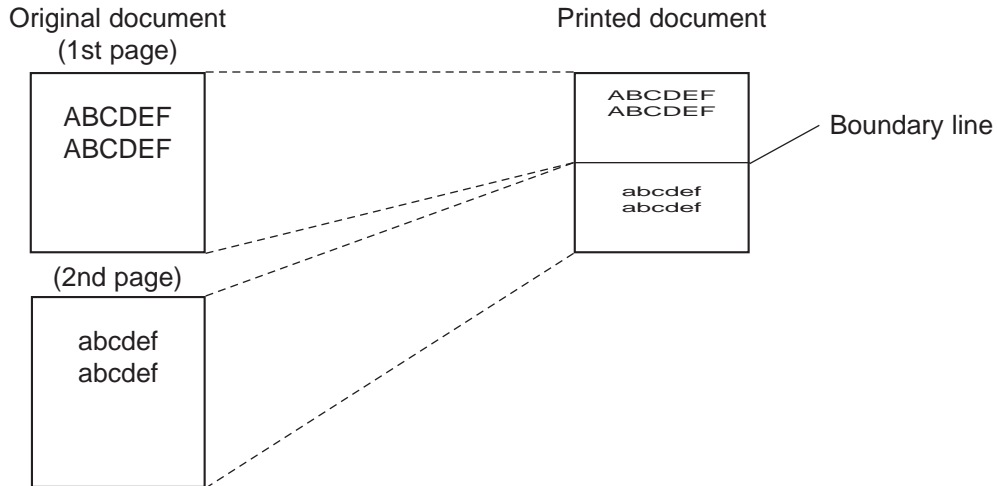 Original document
(1st page)
ABCDEF
ABCDEF
(2nd page)
abcdef
abcdef
Printed document
ABCDEF
ABCDEF
Boundary line
abcdef
abcdef